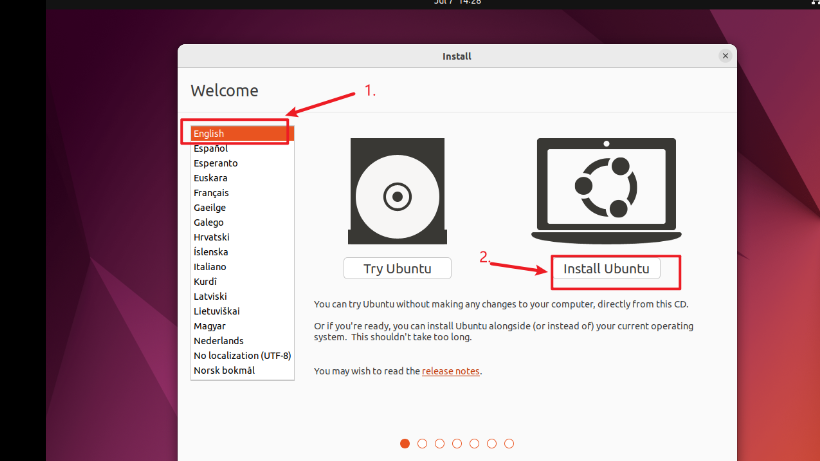 Jul 7 14:28
Install
Welcome
1.
English
Español
Esperanto
Euskara
Français
Gaeilge
Galego
Hrvatski
Íslenska
Italiano
Kurdî
Latviski
Lietuviškai
Magyar
Nederlands
No localization (UTF-8)
Norsk bokmål
2.
Try Ubuntu
Install Ubuntu
You can try Ubuntu without making any changes to your computer, directly from this CD.
Or if you're ready, you can install Ubuntu alongside (or instead of) your current operating
system. This shouldn't take too long.
You may wish to read the release notes.